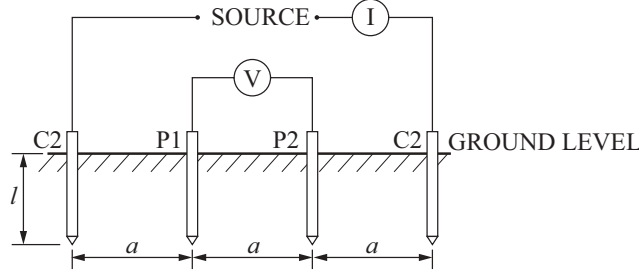 SOURCE I
V
C2 P1 P2 C2 GROUND LEVEL
l
a a a